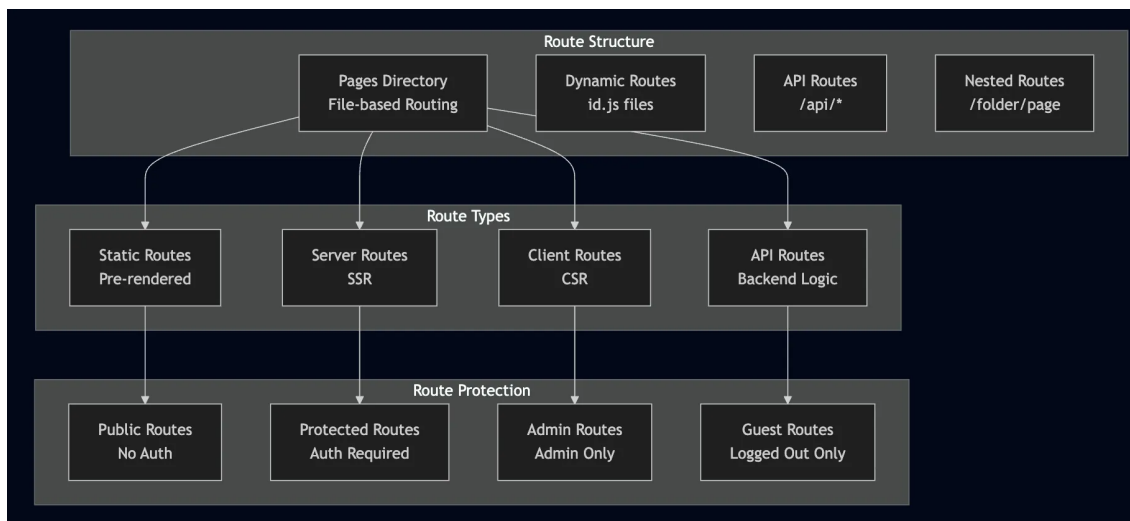 Route Structure
Pages Directory
File-based Routing
Dynamic Routes
id.js files
API Routes
/api/*
Nested Routes
/folder/page
Route Types
Static Routes
Pre-rendered
Server Routes
SSR
Client Routes
CSR
API Routes
Backend Logic
Route Protection
Public Routes
No Auth
Protected Routes
Auth Required
Admin Routes
Admin Only
Guest Routes
Logged Out Only